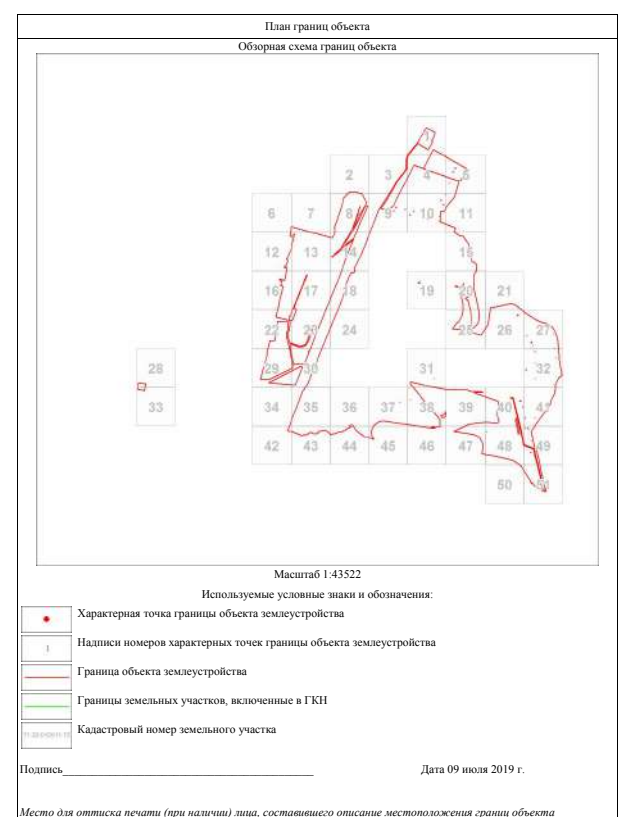 План границ объекта
Обзорная схема границ объекта
1
2 3 4 5
6 7 8 9 10 11
12 13 14 15
16 17 18 19 20 21
22 23 24 25 26 27
28 29 30 31 32
33 34 35 36 37 38 39 40 41
42 43 44 45 46 47 48 49
50 51
Масштаб 1:43522
Используемые условные знаки и обозначения:
Характерная точка границы объекта землеустройства
1 Надписи номеров характерных точек границы объекта землеустройства
Граница объекта землеустройства
Границы земельных участков, включенные в ГКН
Кадастровый номер земельного участка
Подпись Дата 09 июля 2019 г.
Место для оттиска печати (при наличии) лица, составившего описание местоположения границ объекта